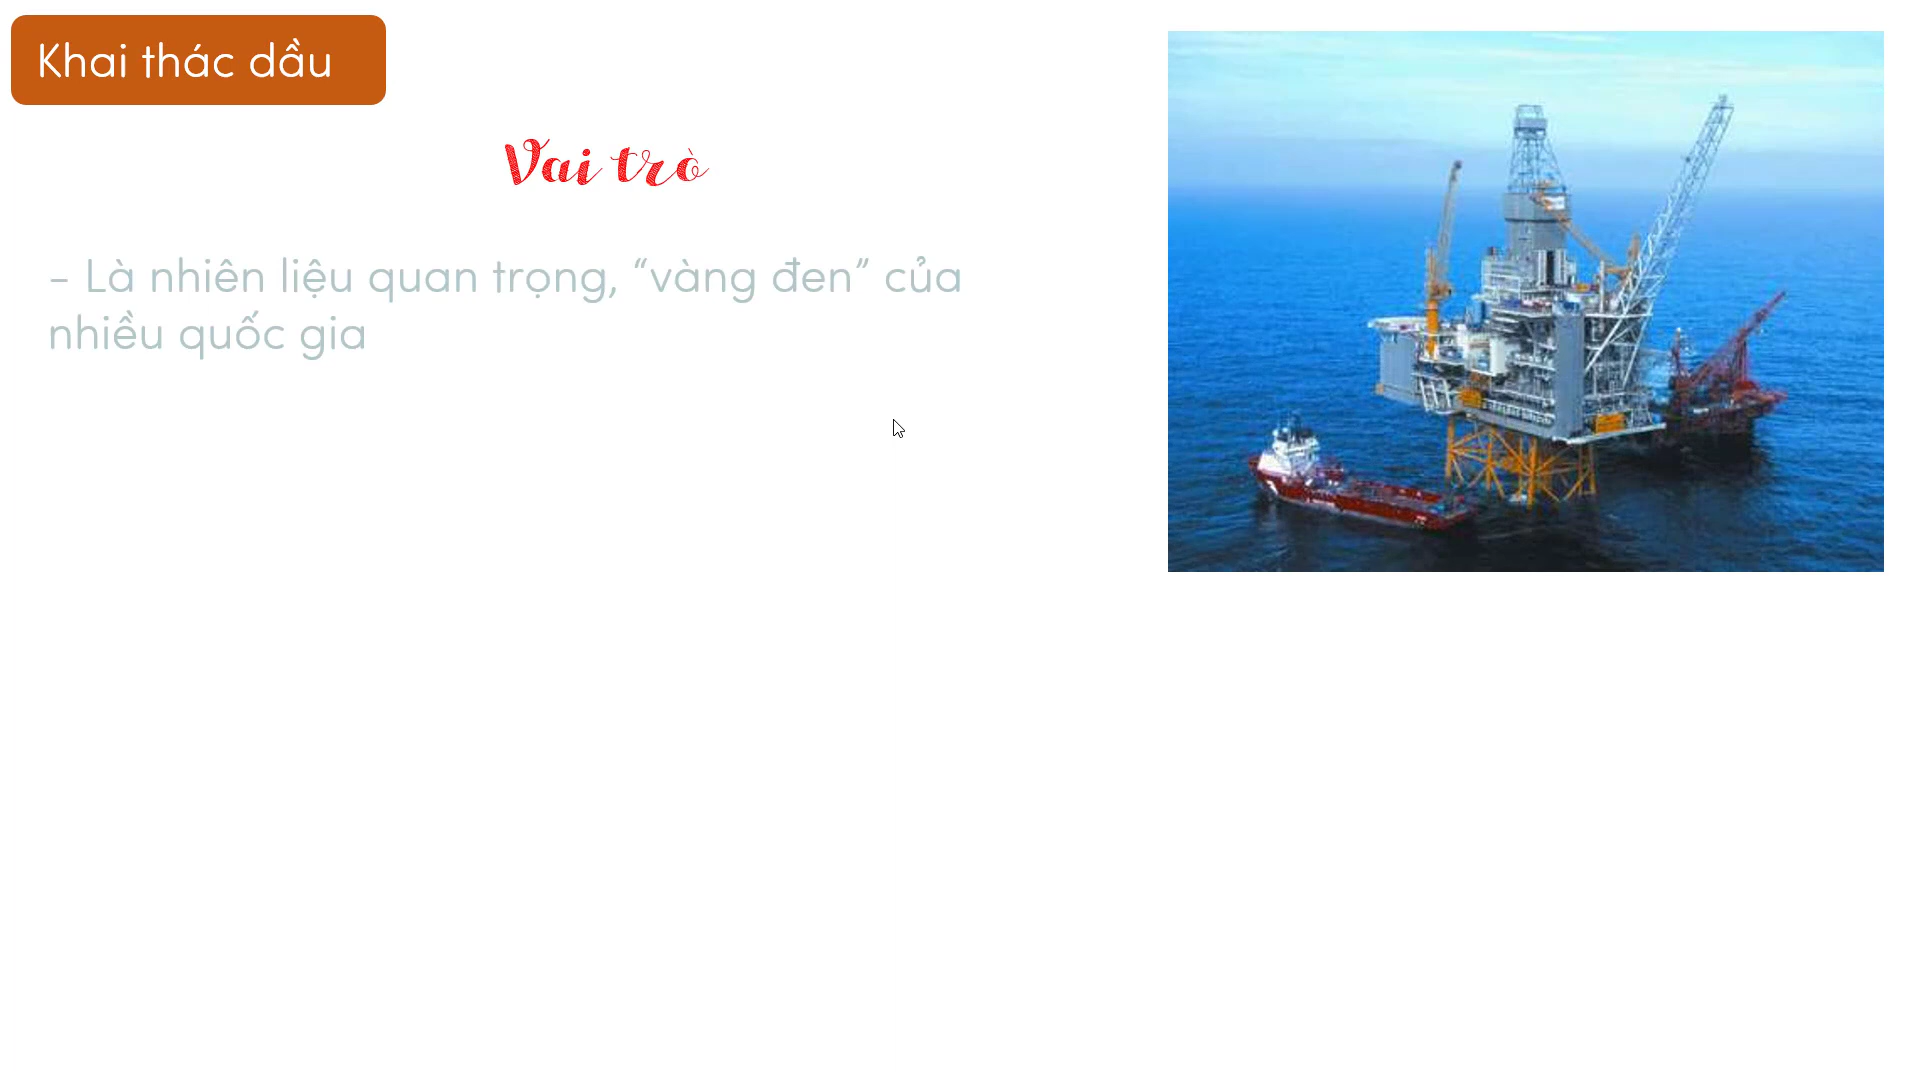 Khai thác dầu
Vai trò
– Là nhiên liệu quan trọng, “vàng đen” của
nhiều quốc gia